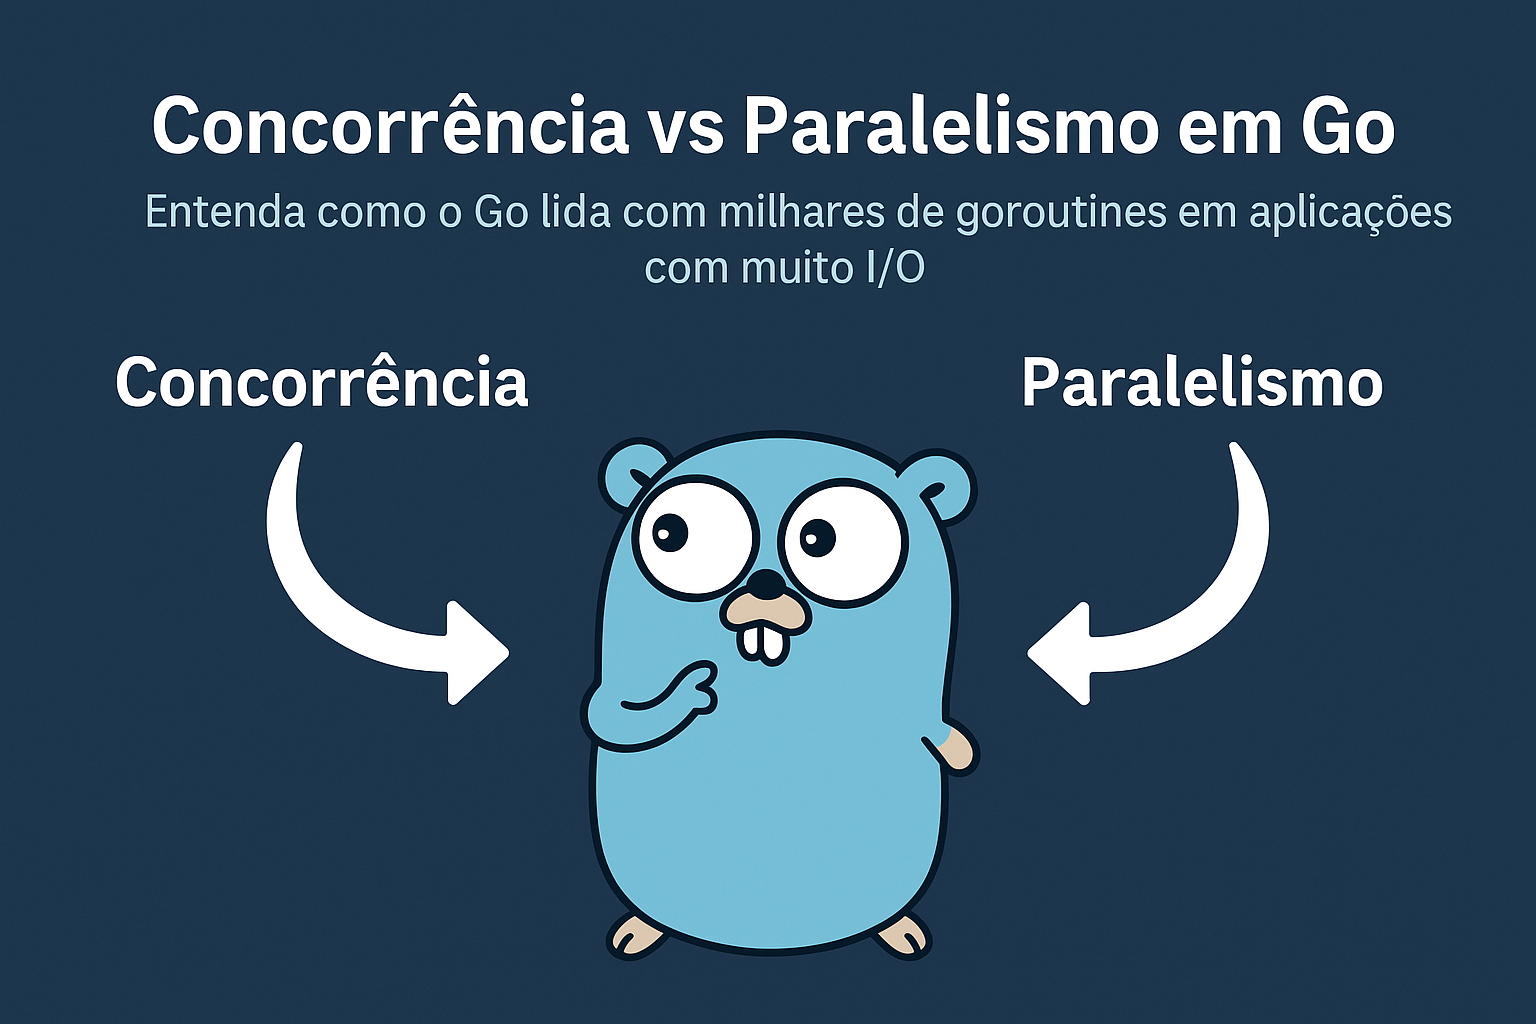 Concorrência vs Paralelismo em Go
Entenda como o Go lida com milhares de goroutines em aplicações
com muito I/O
Concorrência
Paralelismo